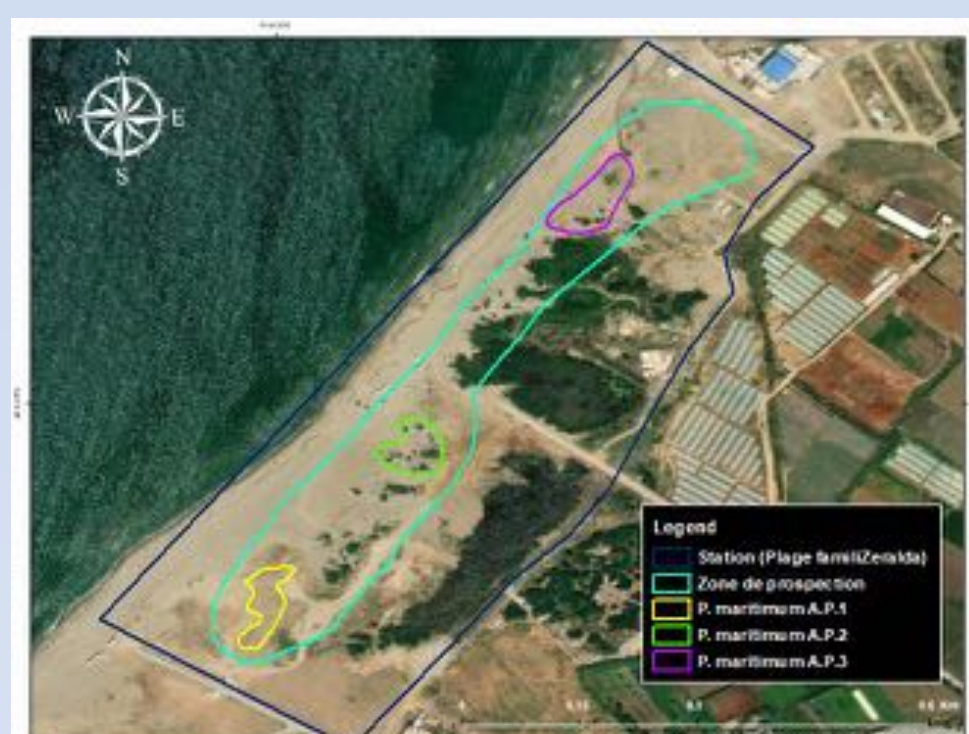 N
W E
S
Legend
Station (Plage familiZeralda)
Zone de prospection
P. maritimum A.P.1
P. maritimum A.P.2
P. maritimum A.P.3